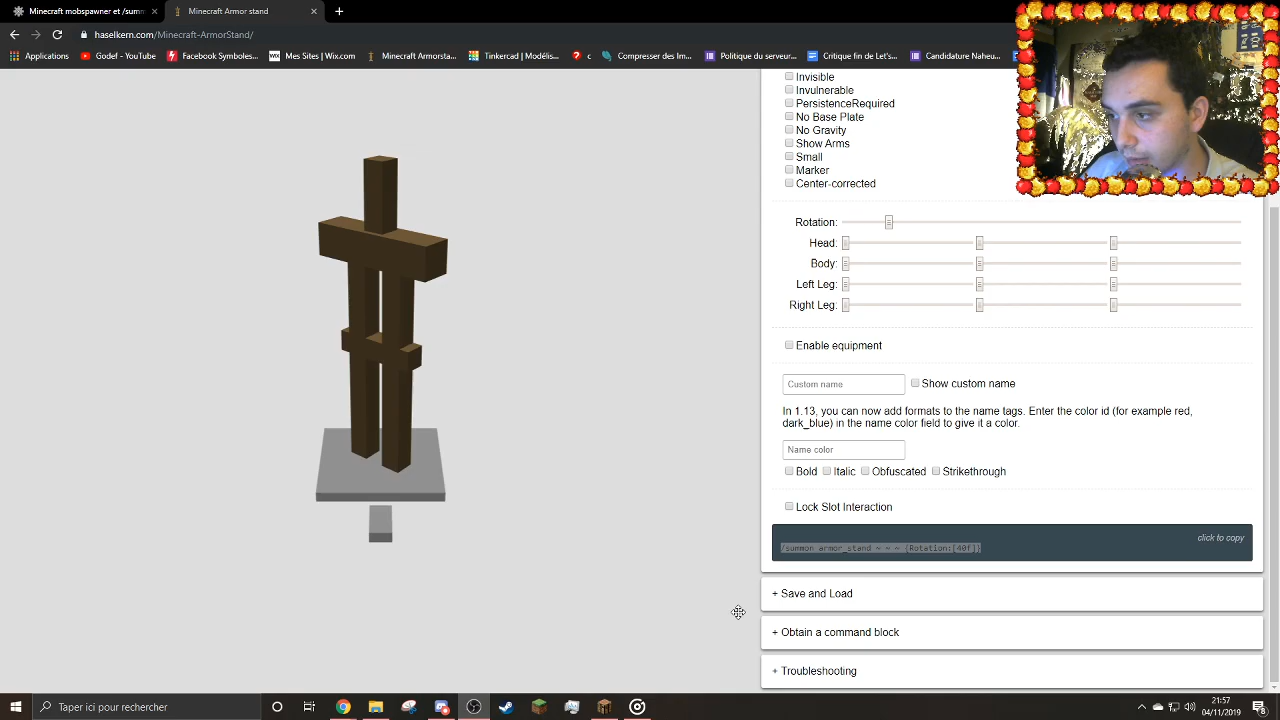 Minecraft mobspawner et /summ
Minecraft Armor stand
haselkern.com/Minecraft-ArmorStand/
Applications
Godef - YouTube
Facebook Symboles...
Mes Sites | Wix.com
Minecraft Armorsta...
Tinkercad | Mencraft...
c
Compresser des Im...
Politique du serveur...
Critique fin de Let's...
Candidature Naheu...
Invisible
Invulnerable
PersistenceRequired
No Base Plate
No Gravity
Show Arms
Small
Marker
Center-corrected
Rotation:
Head:
Body:
Left Leg:
Right Leg:
Enable equipment
Custom name
Show custom name
In 1.13, you can now add formats to the name tags. Enter the color id (for example red,
dark_blue) in the name color field to give it a color.
Name color
Bold Italic Obfuscated Strikethrough
Lock Slot Interaction
click to copy
/summon armor_stand ~ ~ ~ {Rotation:[40f]}
+ Save and Load
+ Obtain a command block
+ Troubleshooting
Taper ici pour rechercher
21:57
04/11/2019
8